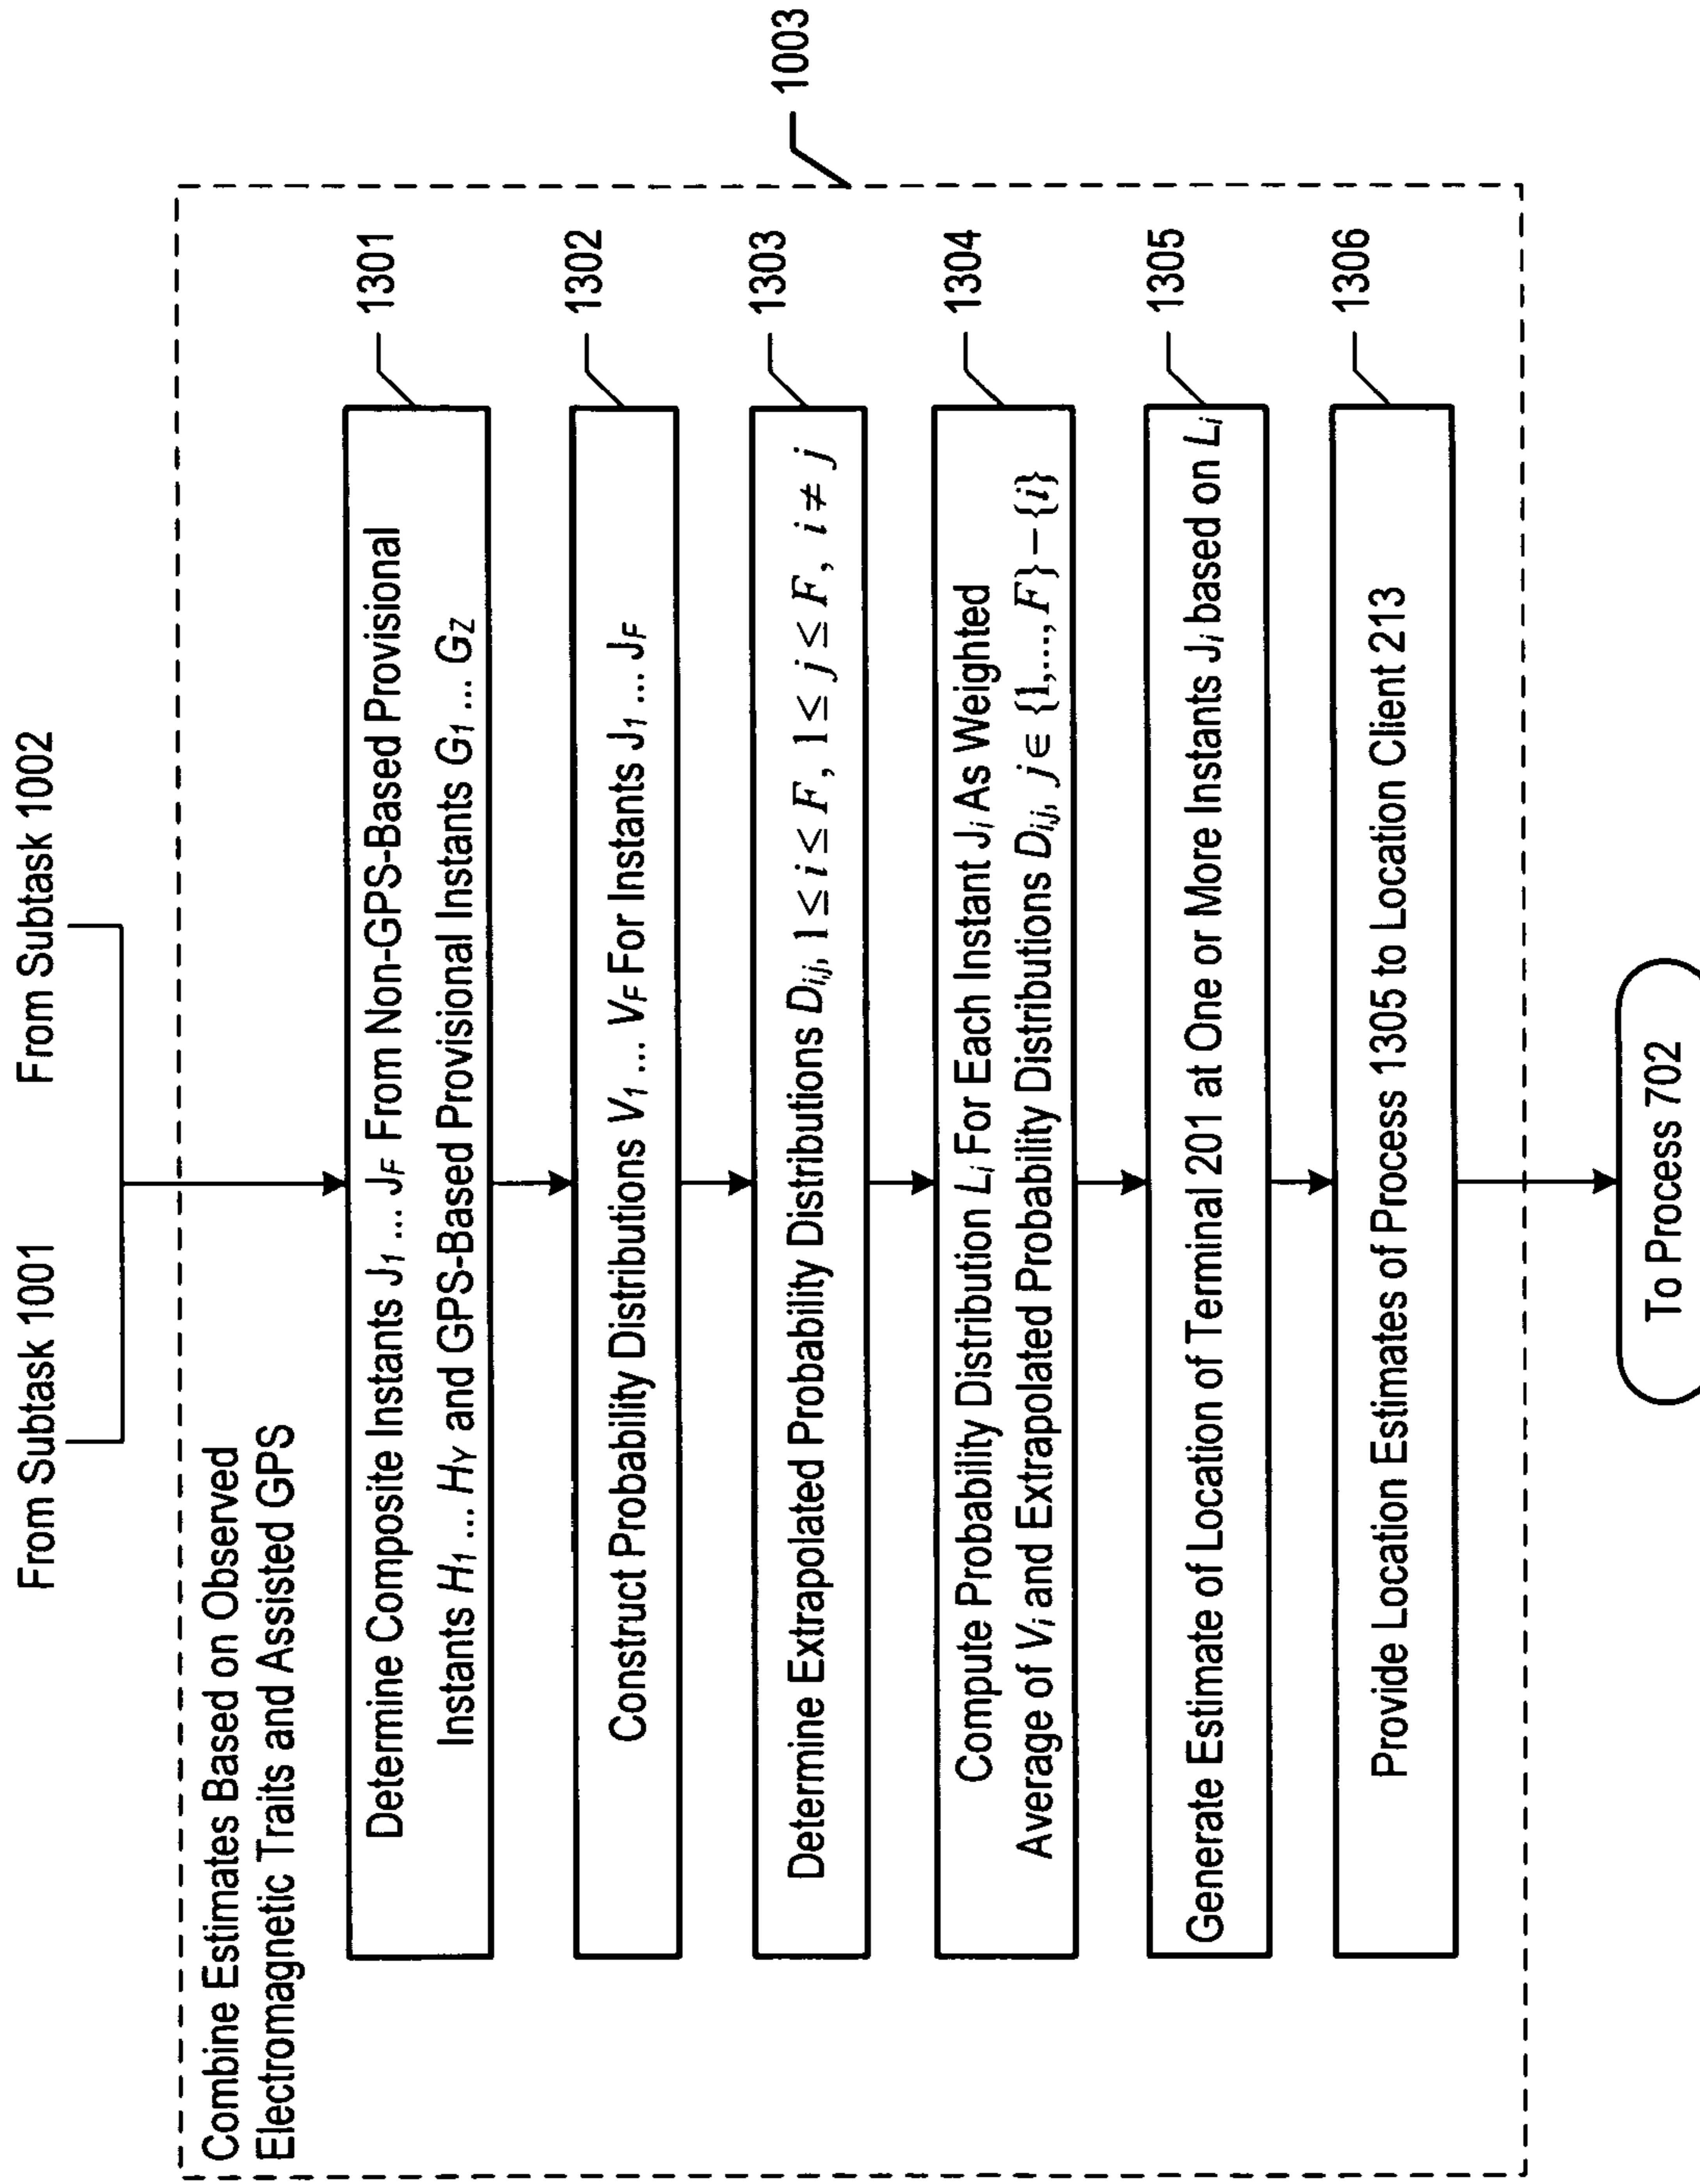 From Subtask 1001
From Subtask 1002
Combine Estimates Based on Observed
Electromagnetic Traits and Assisted GPS
1003
Determine Composite Instants J1 ... JF From Non-GPS-Based Provisional
Instants H1 ... HY and GPS-Based Provisional Instants G1 ... GZ
1301
Construct Probability Distributions V1 ... VF For Instants J1 ... JF
1302
Determine Extrapolated Probability Distributions Di,j, 1 ≤ i ≤ F, 1 ≤ j ≤ F, i ≠ j
1303
Compute Probability Distribution Li For Each Instant Ji As Weighted
Average of Vi and Extrapolated Probability Distributions Di,j, j ∈ {1,..., F} − {i}
1304
Generate Estimate of Location of Terminal 201 at One or More Instants Ji based on Li
1305
Provide Location Estimates of Process 1305 to Location Client 213
1306
To Process 702